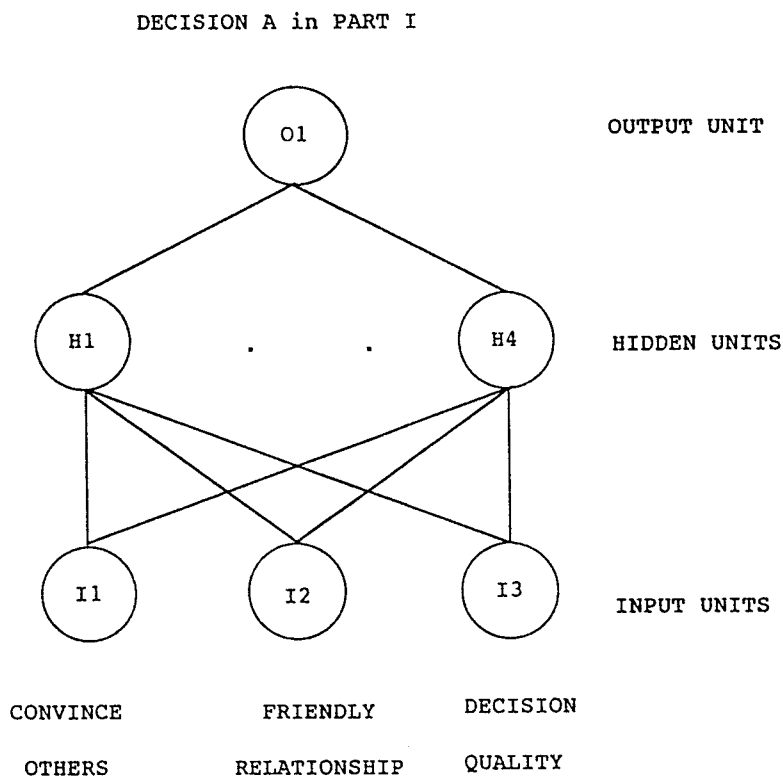 DECISION A in PART I
O1
OUTPUT UNIT
H1
. .
H4
HIDDEN UNITS
I1
I2
I3
INPUT UNITS
CONVINCE
OTHERS
FRIENDLY
RELATIONSHIP
DECISION
QUALITY